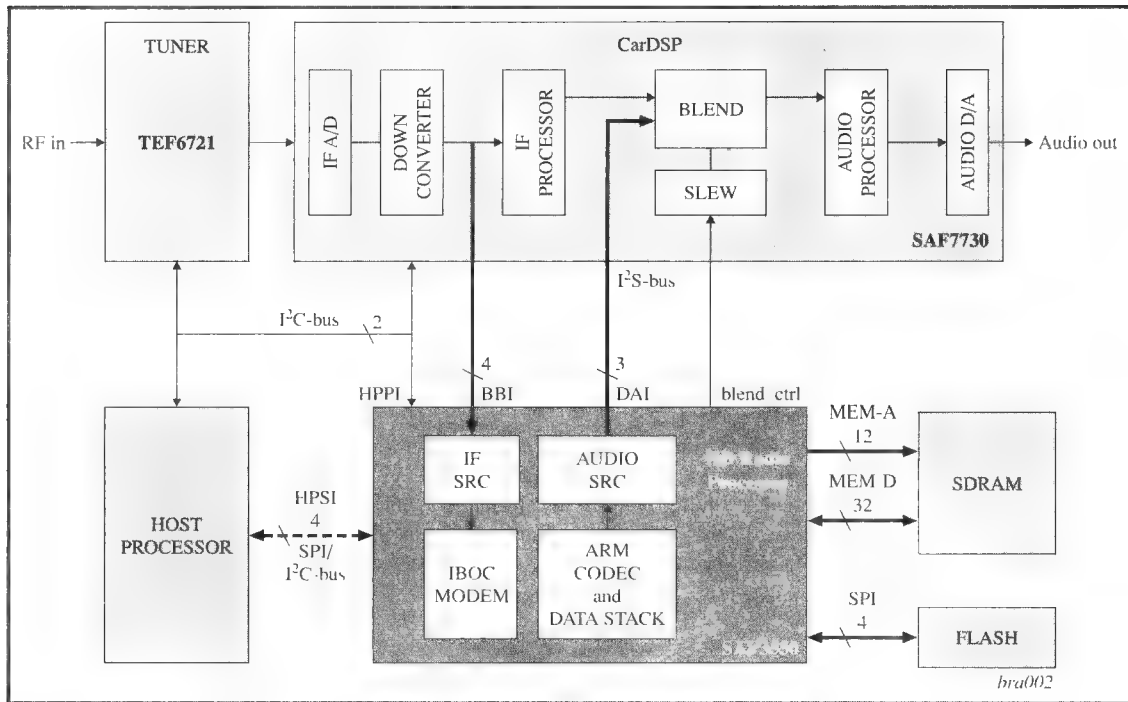 TUNER
TEF6721
RF in
CarDSP
IF A/D
DOWN
CONVERTER
IF
PROCESSOR
BLEND
SLEW
AUDIO
PROCESSOR
AUDIO D/A
Audio out
SAF7730
I²C-bus
2
I²S-bus
4
3
HPPI
BBI
DAI
blend ctrl
HOST
PROCESSOR
HPSI
4
SPI/
I²C-bus
IF
SRC
AUDIO
SRC
IBOC
MODEM
ARM
CODEC
and
DATA STACK
MEM-A
12
MEM D
32
SDRAM
SPI
4
FLASH
bra002